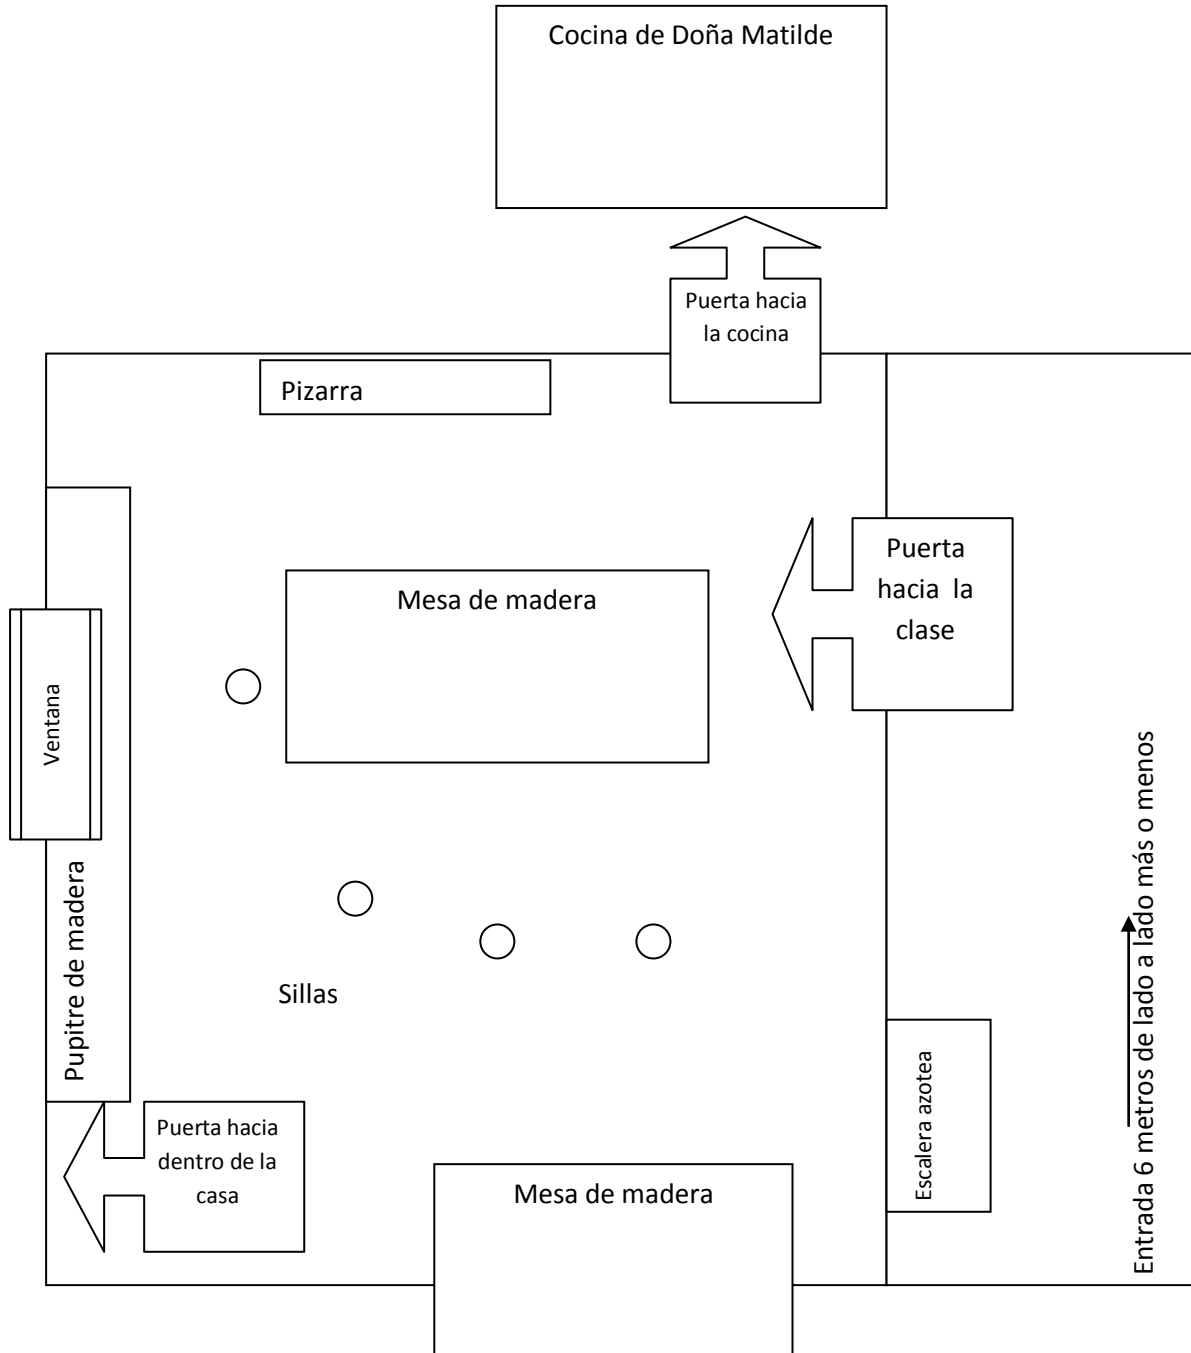 Cocina de Doña Matilde
Puerta hacia
la cocina
Pizarra
Puerta
hacia la
clase
Mesa de madera
Ventana
Pupitre de madera
Sillas
Entrada 6 metros de lado a lado más o menos
Escalera azotea
Puerta hacia
dentro de la
casa
Mesa de madera